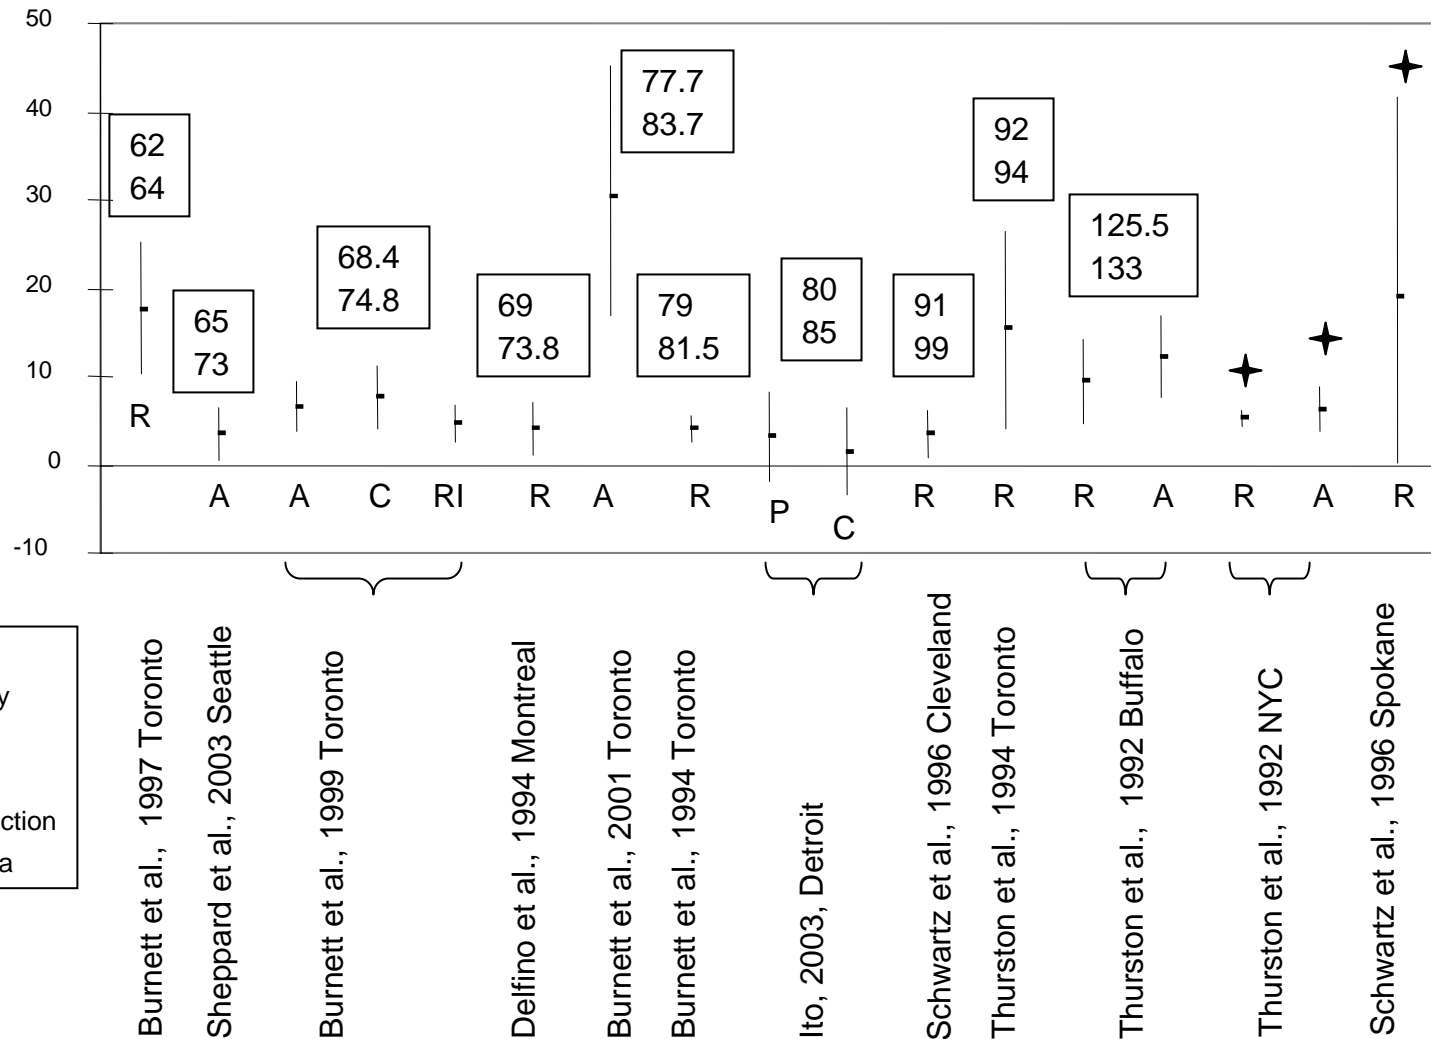 50
40
30
20
10
0
-10
62
64
65
73
68.4
74.8
69
73.8
77.7
83.7
79
81.5
80
85
91
99
92
94
125.5
133
R
A
A
C
RI
R
A
R
P
C
R
R
R
A
R
A
R
y
ction
a
Burnett et al., 1997 Toronto
Sheppard et al., 2003 Seattle
Burnett et al., 1999 Toronto
Delfino et al., 1994 Montreal
Burnett et al., 2001 Toronto
Burnett et al., 1994 Toronto
Ito, 2003, Detroit
Schwartz et al., 1996 Cleveland
Thurston et al., 1994 Toronto
Thurston et al., 1992 Buffalo
Thurston et al., 1992 NYC
Schwartz et al., 1996 Spokane